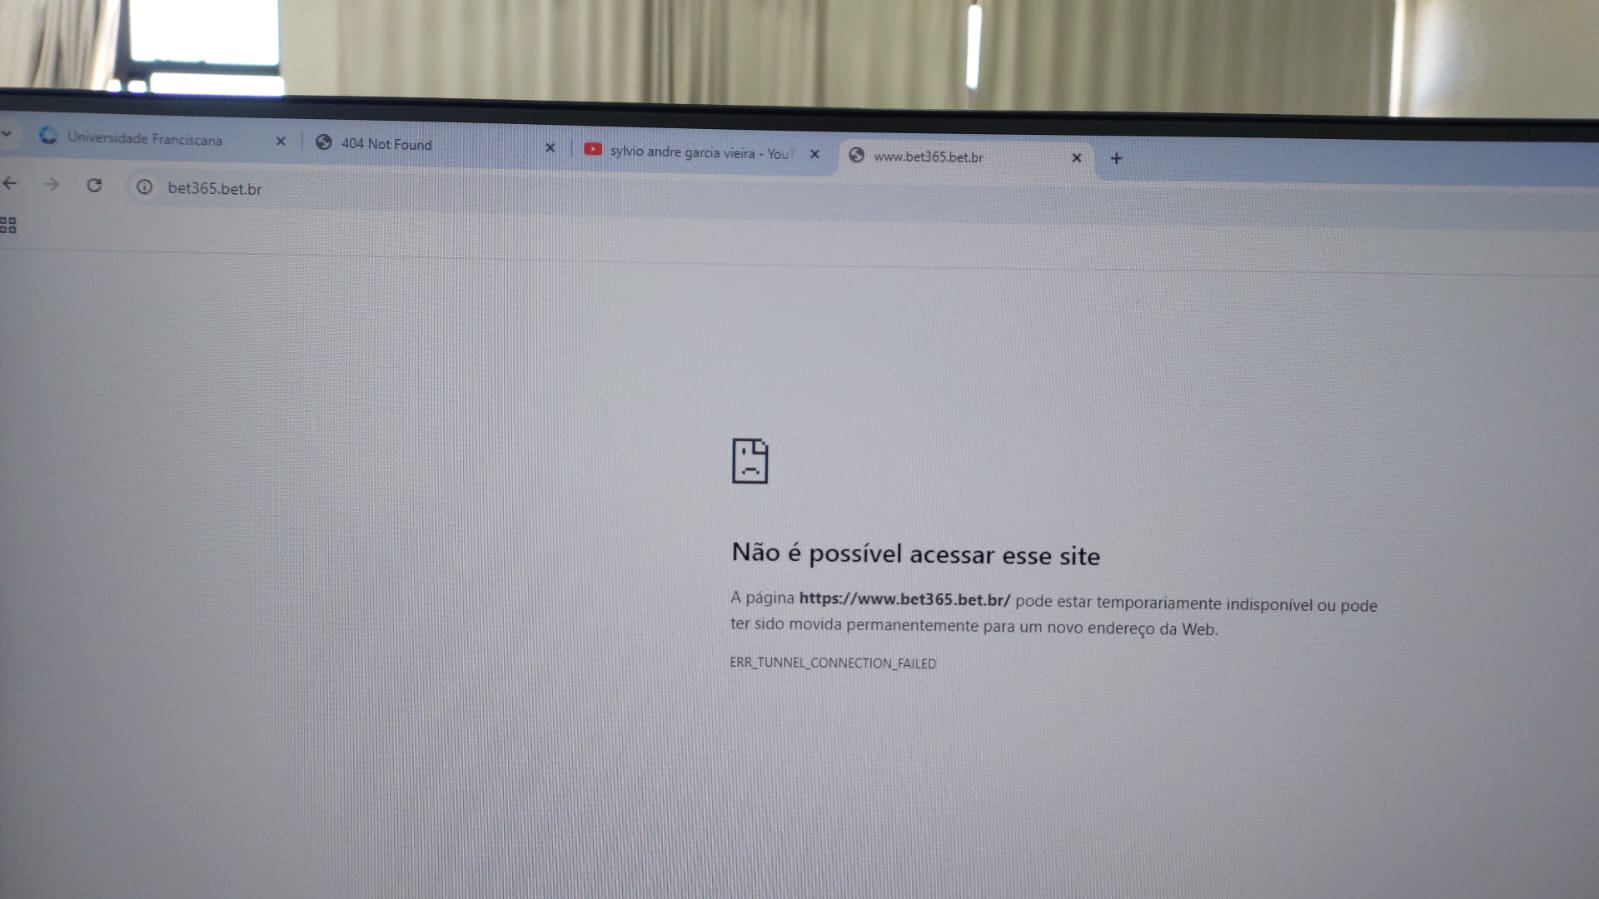 Universidade Franciscana
404 Not Found
sylvio andre garcia vieira - YouT
www.bet365.bet.br
bet365.bet.br
Não é possível acessar esse site
A página https://www.bet365.bet.br/ pode estar temporariamente indisponível ou pode
ter sido movida permanentemente para um novo endereço da Web.
ERR_TUNNEL_CONNECTION_FAILED